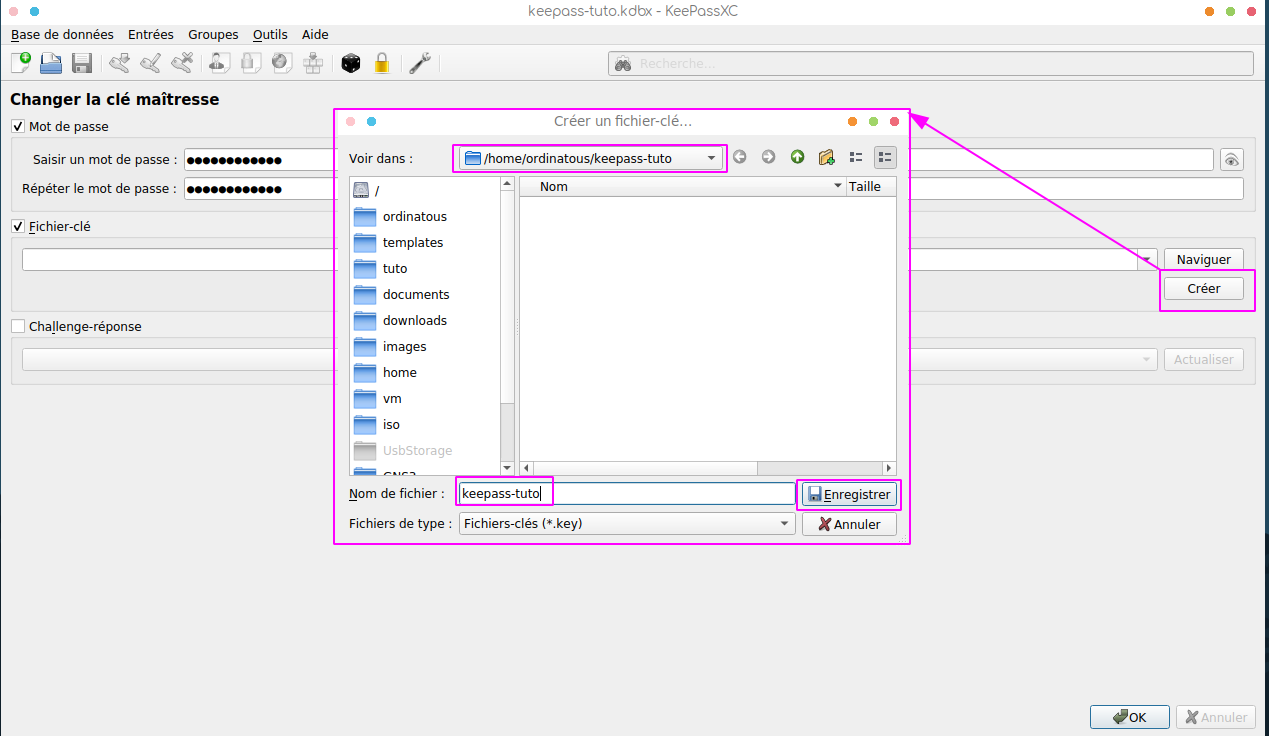 keepass-tuto.kdbx - KeePassXC
Base de données Entrées Groupes Outils Aide
Recherche...
Changer la clé maîtresse
Mot de passe
Saisir un mot de passe : ●●●●●●●●●●●●
Répéter le mot de passe : ●●●●●●●●●●●●
Fichier-clé
Naviguer
Créer
Challenge-réponse
Actualiser
Créer un fichier-clé...
Voir dans : /home/ordinatous/keepass-tuto
Nom Taille
/
ordinatous
templates
tuto
documents
downloads
images
home
vm
iso
UsbStorage
Nom de fichier : keepass-tuto Enregistrer
Fichiers de type : Fichiers-clés (*.key) Annuler
OK Annuler